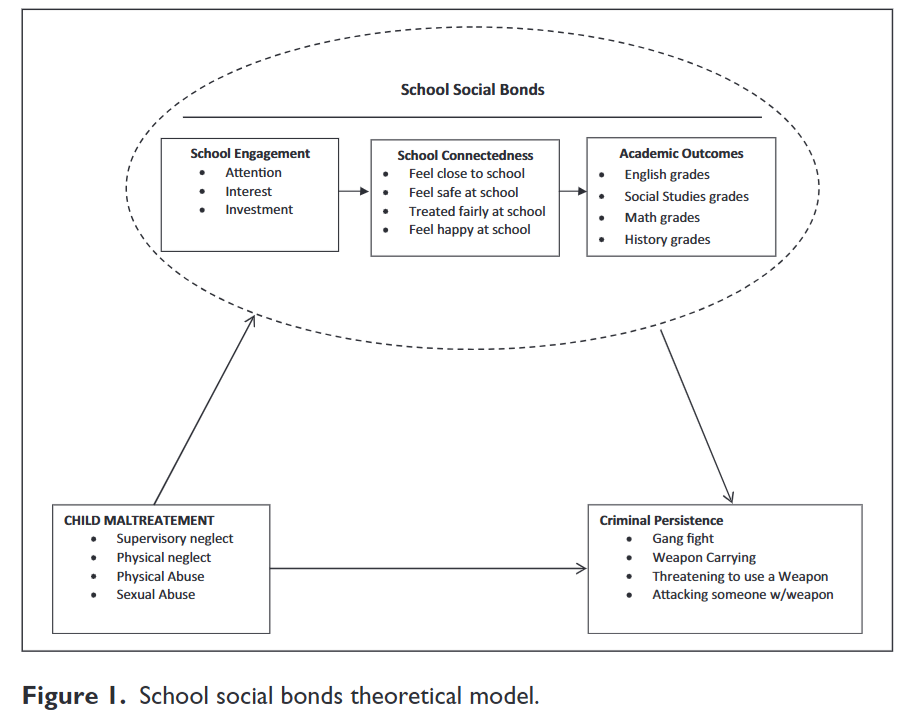 School Social Bonds
School Engagement
• Attention
• Interest
• Investment
School Connectedness
• Feel close to school
• Feel safe at school
• Treated fairly at school
• Feel happy at school
Academic Outcomes
• English grades
• Social Studies grades
• Math grades
• History grades
CHILD MALTREATEMENT
• Supervisory neglect
• Physical neglect
• Physical Abuse
• Sexual Abuse
Criminal Persistence
• Gang fight
• Weapon Carrying
• Threatening to use a Weapon
• Attacking someone w/weapon
Figure 1. School social bonds theoretical model.